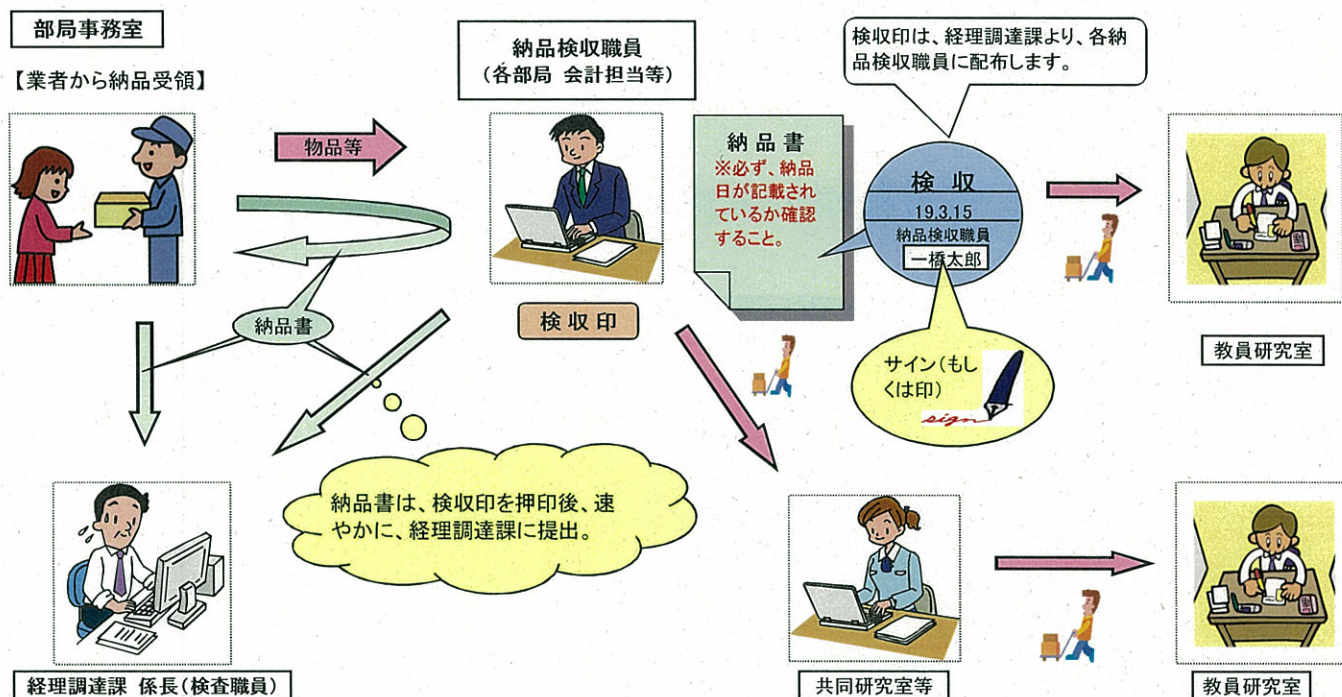 部局事務室
【業者から納品受領】
物品等
納品検収職員
(各部局 会計担当等)
検収印は、経理調達課より、各納
品検収職員に配布します。
納品書
※必ず、納品
日が記載され
ているか確認
すること。
検収
19.3.15
納品検収職員
一橋太郎
検収印
納品書
サイン(もし
くは印)
sign
教員研究室
納品書は、検収印を押印後、速
やかに、経理調達課に提出。
経理調達課 係長(検査職員)
共同研究室等
教員研究室